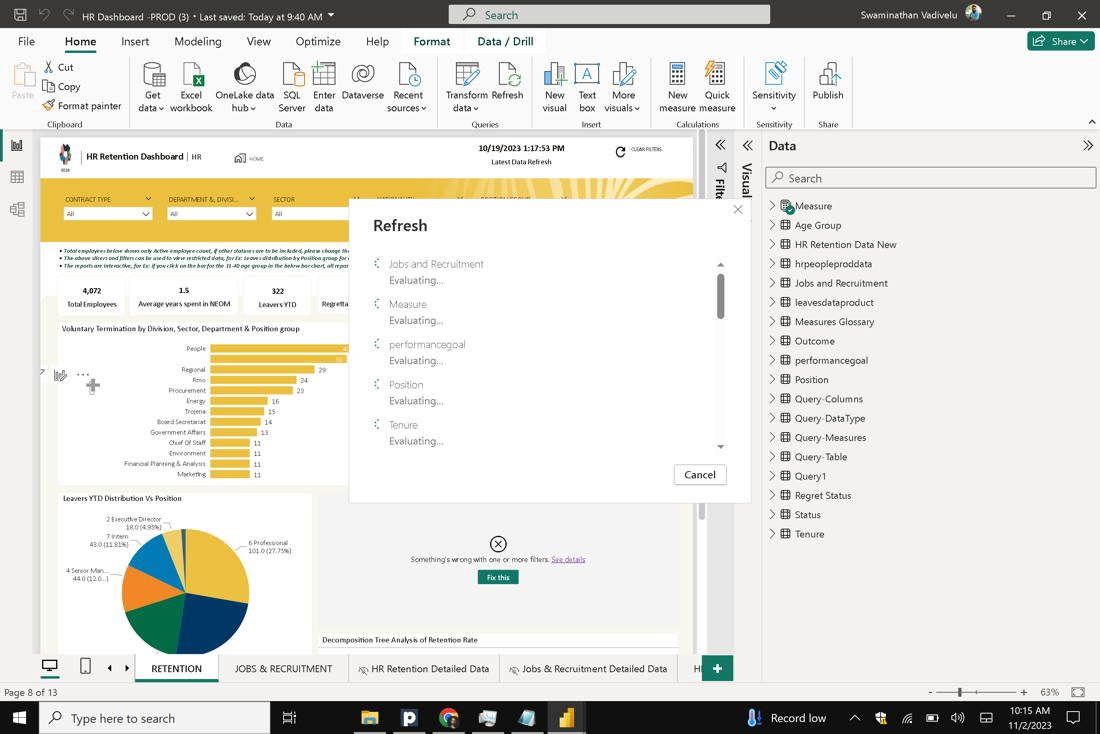 HR Dashboard -PROD (3) • Last saved: Today at 9:40 AM
Search
Swaminathan Vadivelu
File
Home
Insert
Modeling
View
Optimize
Help
Format
Data / Drill
Share
Paste
Cut
Copy
Format painter
Clipboard
Get data
Excel workbook
OneLake data hub
SQL Server
Enter data
Dataverse
Recent sources
Data
Transform data
Refresh
Queries
New visual
Text box
More visuals
Insert
New measure
Quick measure
Calculations
Sensitivity
Sensitivity
Publish
Share
NEOM
HR Retention Dashboard | HR
HOME
10/19/2023 1:17:53 PM
Latest Data Refresh
CLEAR FILTERS
CONTRACT TYPE
All
DEPARTMENT & DIVISI...
All
SECTOR
All
• Total employees below shows only Active employee count, if other statuses are to be included, please change th
• The above slicers and filters can be used to view restricted data, for Ex: Leaves distribution by Position group for
• The reports are interactive, for Ex: if you click on the bar for the 31-40 age group in the below bar chart, all repor
4,072
Total Employees
1.5
Average years spent in NEOM
322
Leavers YTD
Regretta
Voluntary Termination by Division, Sector, Department & Position group
People
Regional 29
Rmo 24
Procurement 23
Energy 16
Trojena 15
Board Secretariat 14
Government Affairs 13
Chief Of Staff 11
Environment 11
Financial Planning & Analysis 11
Marketing 11
Leavers YTD Distribution Vs Position
2 Executive Director
18.0 (4.95%)
7 Intern
43.0 (11.81%)
4 Senior Man...
44.0 (12.0...)
6 Professional
101.0 (27.75%)
Refresh
Jobs and Recruitment
Evaluating...
Measure
Evaluating...
performancegoal
Evaluating...
Position
Evaluating...
Tenure
Evaluating...
Cancel
Something's wrong with one or more filters. See details
Fix this
Decomposition Tree Analysis of Retention Rate
Filte
Visual
Data
Search
Measure
Age Group
HR Retention Data New
hrpeopleproddata
Jobs and Recruitment
leavesdataproduct
Measures Glossary
Outcome
performancegoal
Position
Query-Columns
Query-DataType
Query-Measures
Query-Table
Query1
Regret Status
Status
Tenure
RETENTION
JOBS & RECRUITMENT
HR Retention Detailed Data
Jobs & Recruitment Detailed Data
H
+
Page 8 of 13
- + 63%
Type here to search
Record low
10:15 AM
11/2/2023